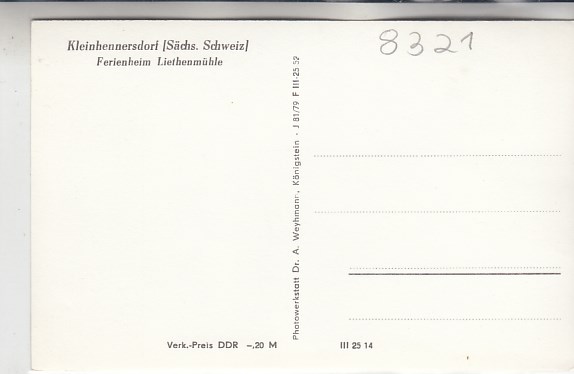 Kleinhennersdorf [Sächs. Schweiz]
Ferienheim Liethenmühle
8321
Photowerkstatt Dr. A. Weyhmann, Königstein · J 81/79 F III-25 52
Verk.-Preis DDR –,20 M
III 25 14